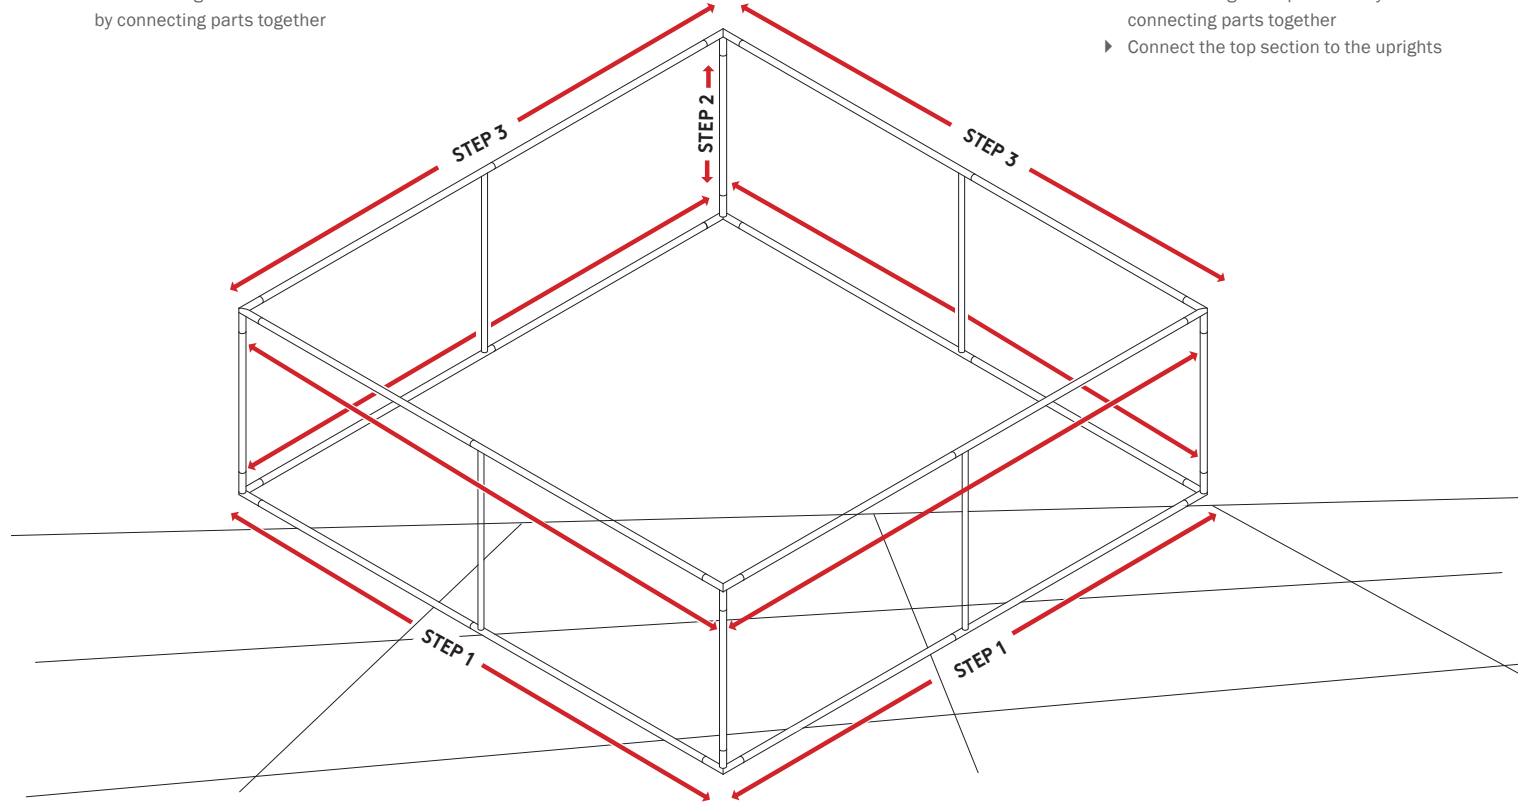 by connecting parts together
connecting parts together
Connect the top section to the uprights
STEP 3
STEP 2
STEP 3
STEP 1
STEP 1